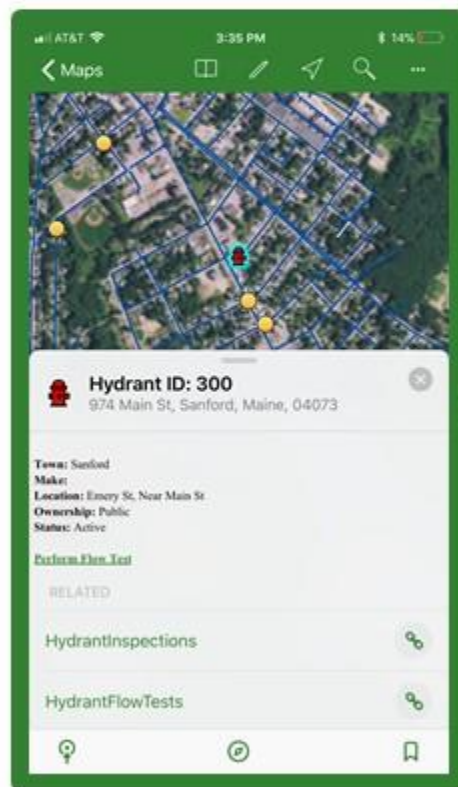 AT&T 3:35 PM 14%
Maps
Hydrant ID: 300
974 Main St, Sanford, Maine, 04073
Town: Sanford
Make:
Location: Emery St, Near Main St
Ownership: Public
Status: Active
Perform Flow Test
RELATED
HydrantInspections
HydrantFlowTests